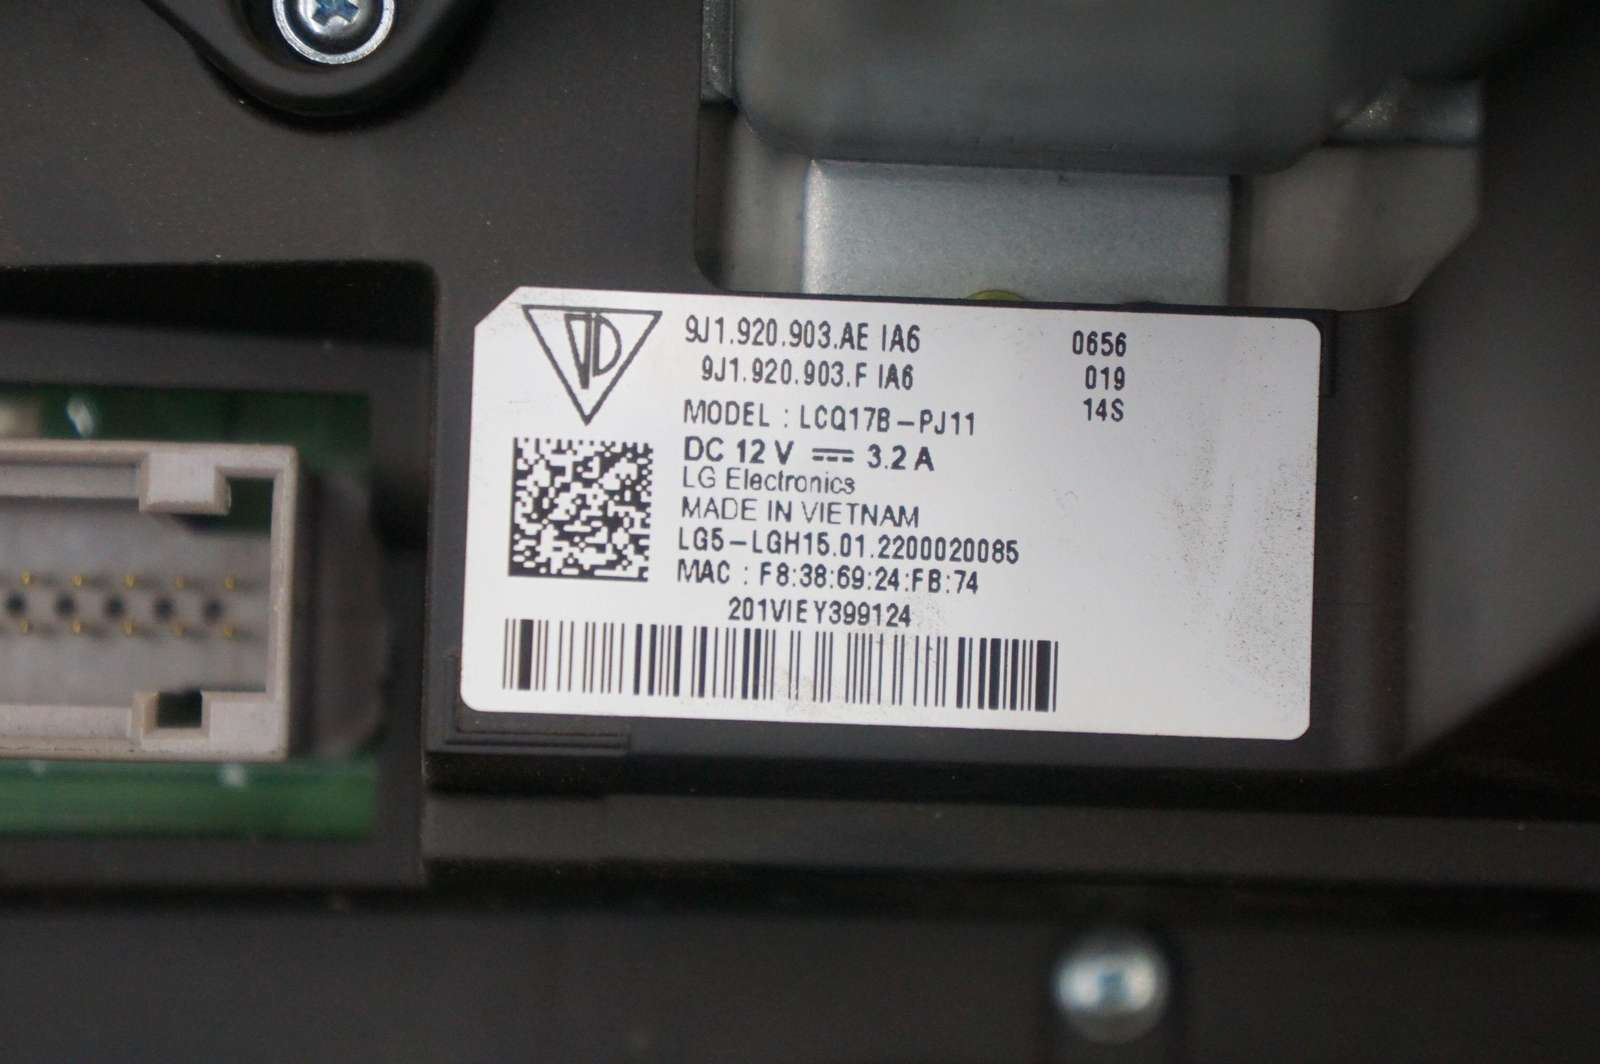 9J1.920.903.AE IA6 0656
9J1.920.903.F IA6 019
MODEL : LCQ17B-PJ11 14S
DC 12 V ⎓ 3.2 A
LG Electronics
MADE IN VIETNAM
LG5-LGH15.01.2200020085
MAC : F8:38:69:24:FB:74
201VIEY399124